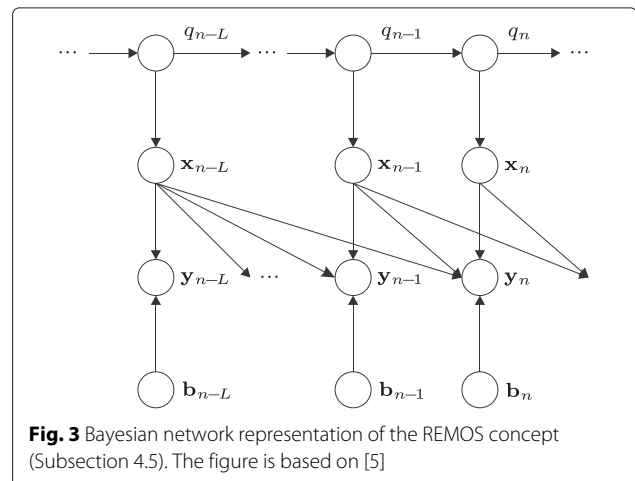 ⋯ q_{n−L} ⋯ q_{n−1} q_n ⋯
𝐱_{n−L} 𝐱_{n−1} 𝐱_n
𝐲_{n−L} ⋯ 𝐲_{n−1} 𝐲_n
𝐛_{n−L} 𝐛_{n−1} 𝐛_n
Fig. 3 Bayesian network representation of the REMOS concept
(Subsection 4.5). The figure is based on [5]